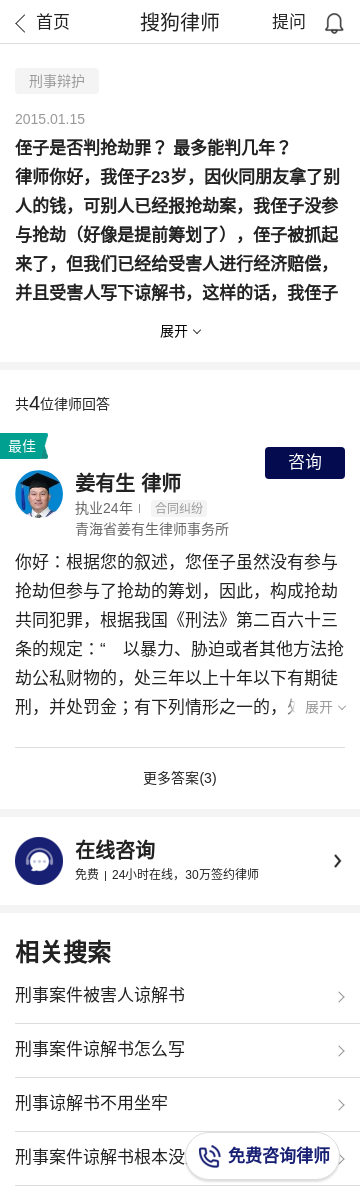 首页
搜狗律师
提问
刑事辩护
2015.01.15
侄子是否判抢劫罪？ 最多能判几年？
律师你好，我侄子23岁，因伙同朋友拿了别
人的钱，可别人已经报抢劫案，我侄子没参
与抢劫（好像是提前筹划了），侄子被抓起
来了，但我们已经给受害人进行经济赔偿，
并且受害人写下谅解书，这样的话，我侄子
展开
共4位律师回答
最佳
咨询
姜有生 律师
执业24年 合同纠纷
青海省姜有生律师事务所
你好：根据您的叙述，您侄子虽然没有参与
抢劫但参与了抢劫的筹划，因此，构成抢劫
共同犯罪，根据我国《刑法》第二百六十三
条的规定：“　以暴力、胁迫或者其他方法抢
劫公私财物的，处三年以上十年以下有期徒
刑，并处罚金；有下列情形之一的， 展开
更多答案(3)
在线咨询
免费 | 24小时在线，30万签约律师
相关搜索
刑事案件被害人谅解书
刑事案件谅解书怎么写
刑事谅解书不用坐牢
刑事案件谅解书根本没
免费咨询律师